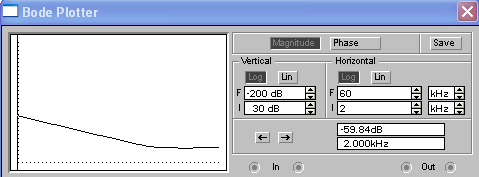 Bode Plotter
Magnitude Phase Save
Vertical Horizontal
Log Lin Log Lin
F -200 dB F 60 kHz
I 30 dB I 2 kHz
← → -59.84dB
2.000kHz
In Out